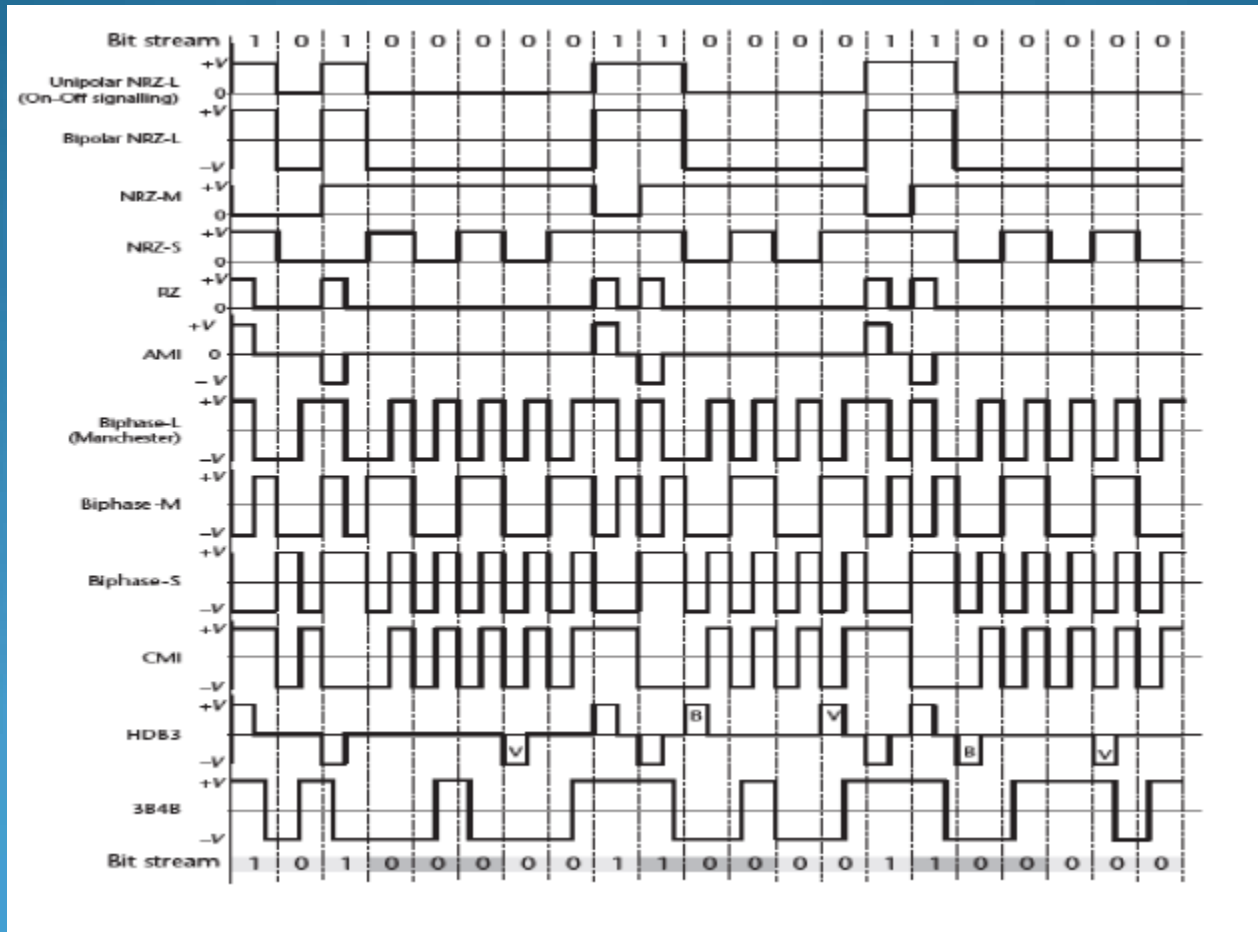 Bit stream 1 0 1 0 0 0 0 0 1 1 0 0 0 0 1 1 0 0 0 0 0
+V
Unipolar NRZ-L
(On-Off signalling)
0
+V
Bipolar NRZ-L
–V
+V
NRZ-M
0
+V
NRZ-S
0
+V
RZ
0
+V
AMI 0
–V
+V
Biphase-L
(Manchester)
–V
+V
Biphase-M
–V
+V
Biphase-S
–V
+V
CMI
–V
+V
B V
HDB3
V B V
–V
+V
3B4B
–V
Bit stream 1 0 1 0 0 0 0 0 1 1 0 0 0 0 1 1 0 0 0 0 0